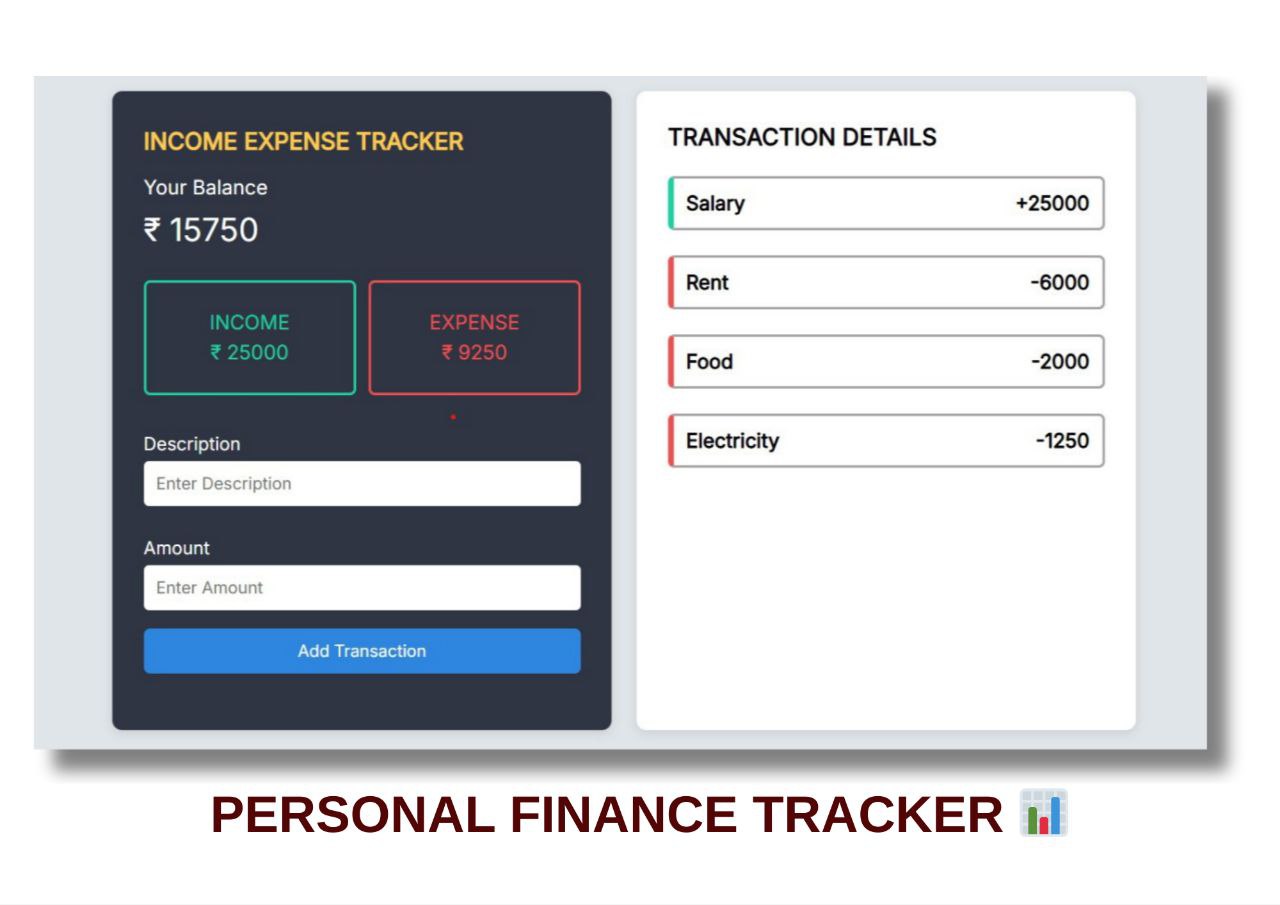 INCOME EXPENSE TRACKER
Your Balance
₹ 15750
INCOME
₹ 25000
EXPENSE
₹ 9250
Description
Enter Description
Amount
Enter Amount
Add Transaction
TRANSACTION DETAILS
Salary +25000
Rent -6000
Food -2000
Electricity -1250
PERSONAL FINANCE TRACKER 📊